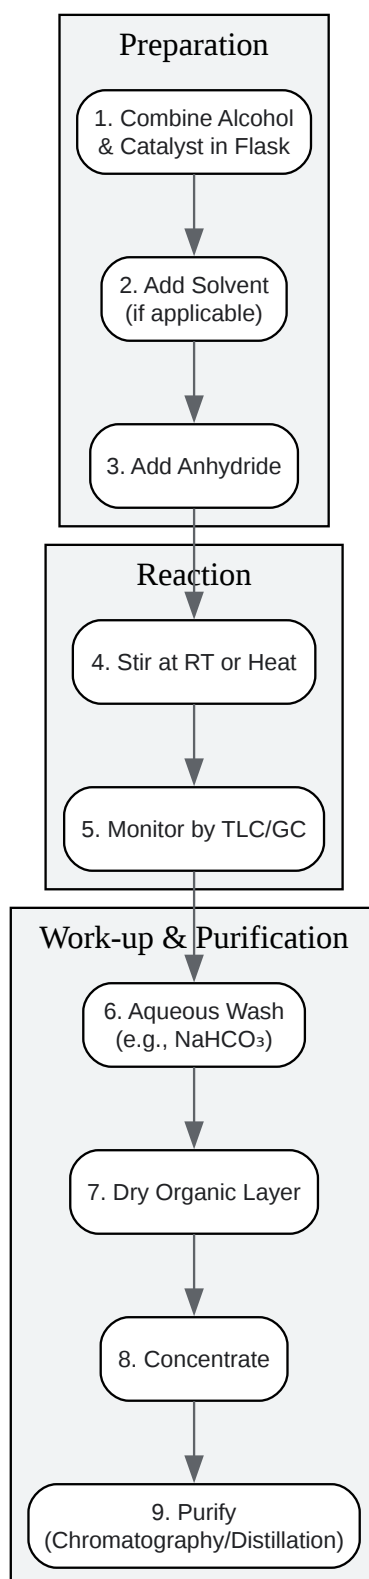 Preparation
1. Combine Alcohol
& Catalyst in Flask
2. Add Solvent
(if applicable)
3. Add Anhydride
Reaction
4. Stir at RT or Heat
5. Monitor by TLC/GC
Work-up & Purification
6. Aqueous Wash
(e.g., NaHCO₃)
7. Dry Organic Layer
8. Concentrate
9. Purify
(Chromatography/Distillation)